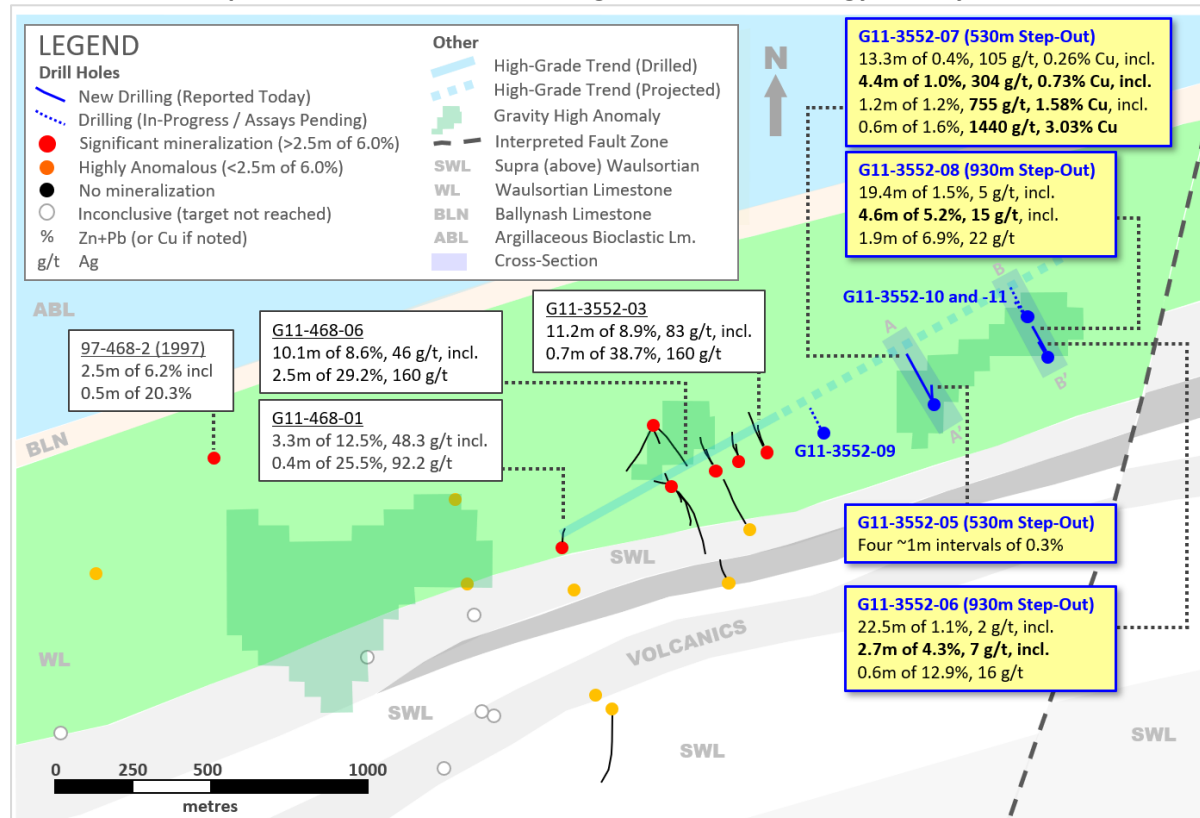 LEGEND
Drill Holes
New Drilling (Reported Today)
Drilling (In-Progress / Assays Pending)
Significant mineralization (>2.5m of 6.0%)
Highly Anomalous (<2.5m of 6.0%)
No mineralization
Inconclusive (target not reached)
% Zn+Pb (or Cu if noted)
g/t Ag
Other
High-Grade Trend (Drilled)
High-Grade Trend (Projected)
Gravity High Anomaly
Interpreted Fault Zone
SWL Supra (above) Waulsortian
WL Waulsortian Limestone
BLN Ballynash Limestone
ABL Argillaceous Bioclastic Lm.
Cross-Section
N
G11-3552-07 (530m Step-Out)
13.3m of 0.4%, 105 g/t, 0.26% Cu, incl.
4.4m of 1.0%, 304 g/t, 0.73% Cu, incl.
1.2m of 1.2%, 755 g/t, 1.58% Cu, incl.
0.6m of 1.6%, 1440 g/t, 3.03% Cu
G11-3552-08 (930m Step-Out)
19.4m of 1.5%, 5 g/t, incl.
4.6m of 5.2%, 15 g/t, incl.
1.9m of 6.9%, 22 g/t
ABL
97-468-2 (1997)
2.5m of 6.2% incl
0.5m of 20.3%
G11-468-06
10.1m of 8.6%, 46 g/t, incl.
2.5m of 29.2%, 160 g/t
G11-468-01
3.3m of 12.5%, 48.3 g/t incl.
0.4m of 25.5%, 92.2 g/t
G11-3552-03
11.2m of 8.9%, 83 g/t, incl.
0.7m of 38.7%, 160 g/t
G11-3552-10 and -11
B
A
B'
A'
G11-3552-09
BLN
G11-3552-05 (530m Step-Out)
Four ~1m intervals of 0.3%
G11-3552-06 (930m Step-Out)
22.5m of 1.1%, 2 g/t, incl.
2.7m of 4.3%, 7 g/t, incl.
0.6m of 12.9%, 16 g/t
SWL
VOLCANICS
WL
SWL
SWL
SWL
0 250 500 1000
metres